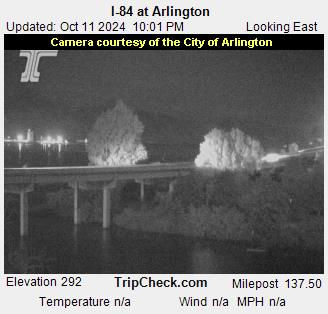 I-84 at Arlington
Updated: Oct 11 2024 10:01 PM Looking East
Camera courtesy of the City of Arlington
Elevation 292 TripCheck.com Milepost 137.50
Temperature n/a Wind n/a MPH n/a